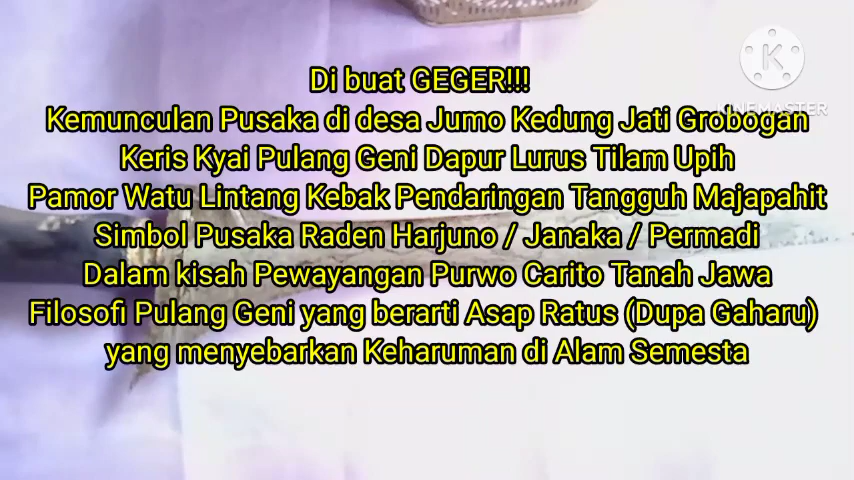 Di buat GEGER!!!
Kemunculan Pusaka di desa Jumo Kedung Jati Grobogan
Keris Kyai Pulang Geni Dapur Lurus Tilam Upih
Pamor Watu Lintang Kebak Pendaringan Tangguh Majapahit
Simbol Pusaka Raden Harjuno / Janaka / Permadi
Dalam kisah Pewayangan Purwo Carito Tanah Jawa
Filosofi Pulang Geni yang berarti Asap Ratus (Dupa Gaharu)
yang menyebarkan Keharuman di Alam Semesta
K
KINEMASTER